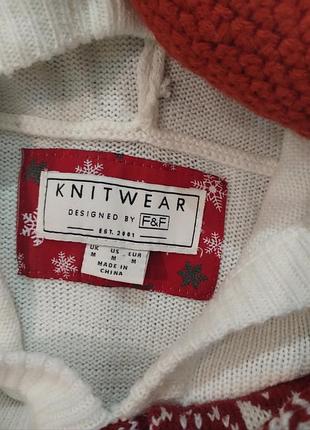 KNITWEAR
DESIGNED BY F&F
EST. 2001
UK US EUR
M M M
MADE IN
CHINA